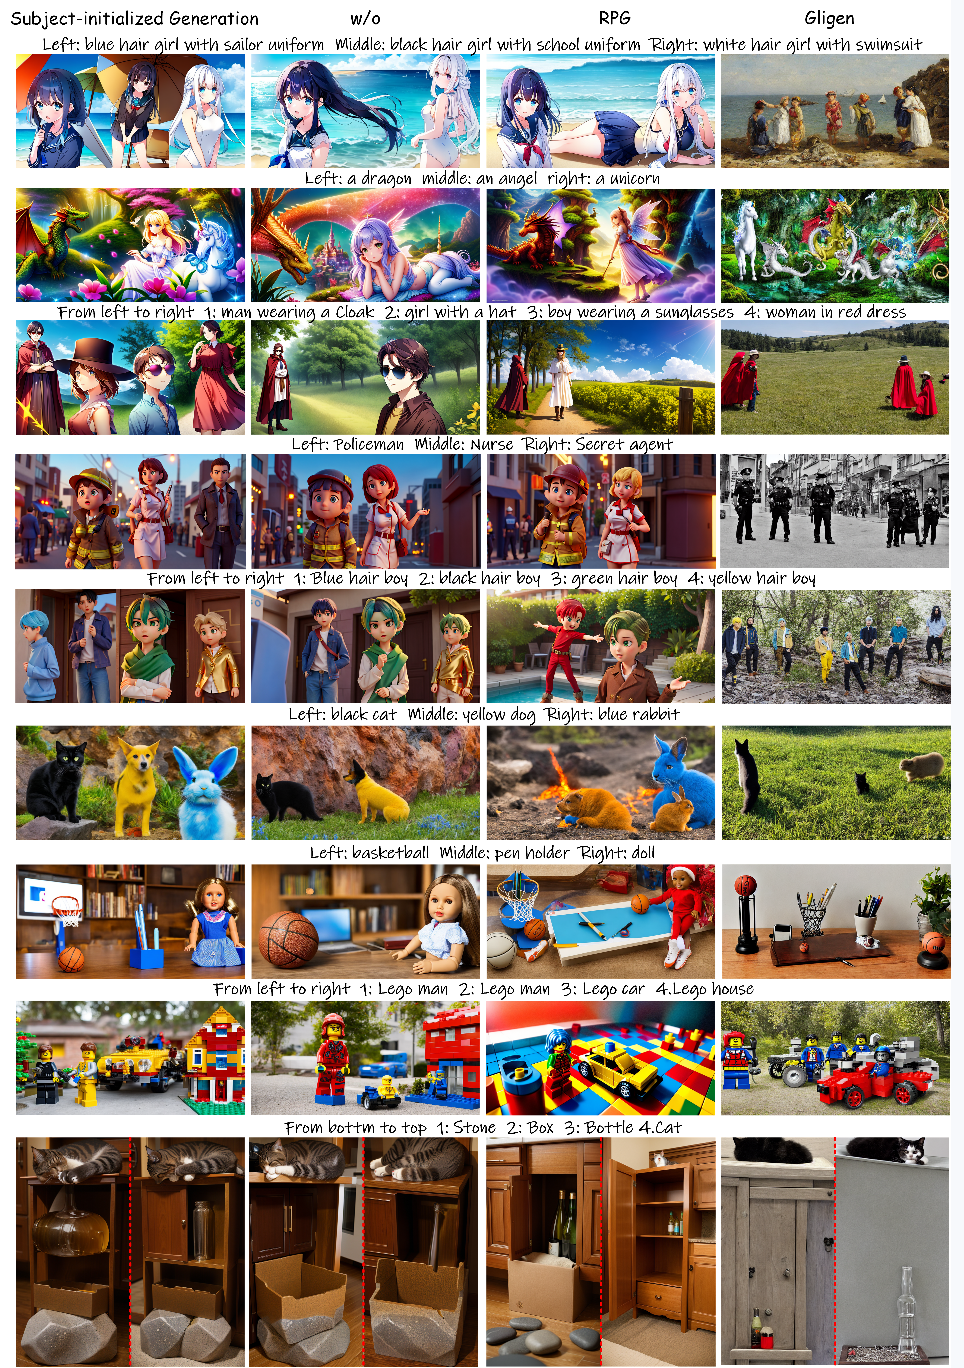 Subject-initialized Generation w/o RPG Gligen
Left: blue hair girl with sailor uniform Middle: black hair girl with school uniform Right: white hair girl with swimsuit
Left: a dragon middle: an angel right: a unicorn
From left to right 1: man wearing a Cloak 2: girl with a hat 3: boy wearing a sunglasses 4: woman in red dress
Left: Policeman Middle: Nurse Right: Secret agent
From left to right 1: Blue hair boy 2: black hair boy 3: green hair boy 4: yellow hair boy
Left: black cat Middle: yellow dog Right: blue rabbit
Left: basketball Middle: pen holder Right: doll
From left to right 1: Lego man 2: Lego man 3: Lego car 4.Lego house
From bottm to top 1: Stone 2: Box 3: Bottle 4.Cat